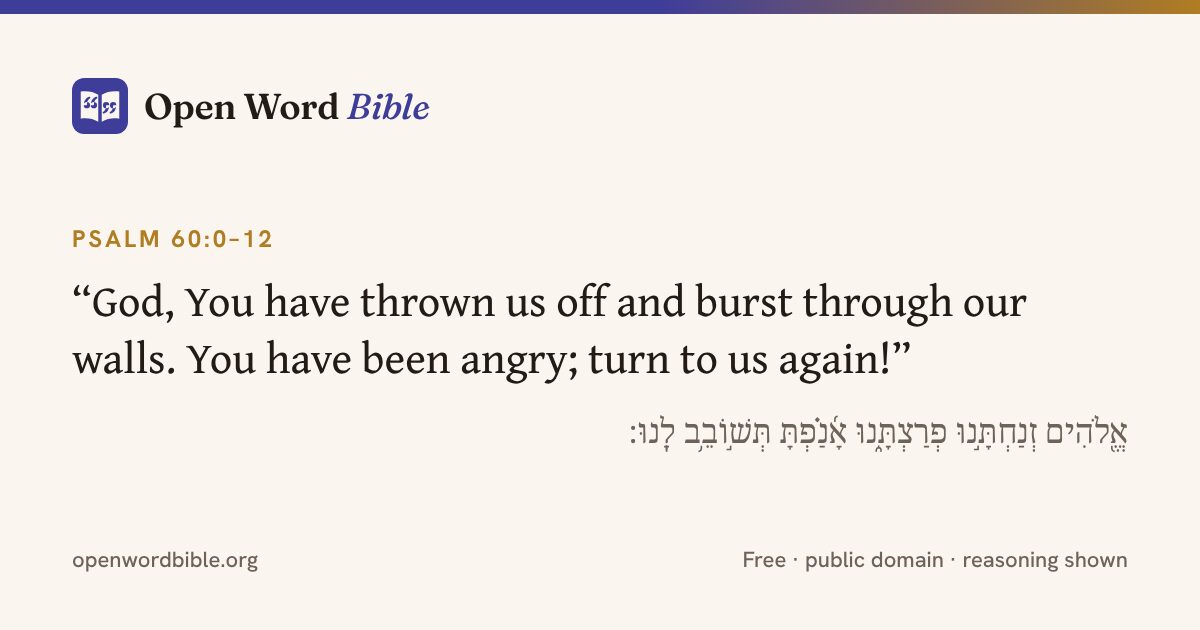 Open Word Bible
PSALM 60:0–12
“God, You have thrown us off and burst through our
walls. You have been angry; turn to us again!”
אֱלֹהִ֖ים זְנַחְתָּ֣נוּ פְרַצְתָּ֑נוּ אָ֝נַ֗פְתָּ תְּשׁ֣וֹבֵ֥ב לָֽנוּ׃
openwordbible.org
Free · public domain · reasoning shown